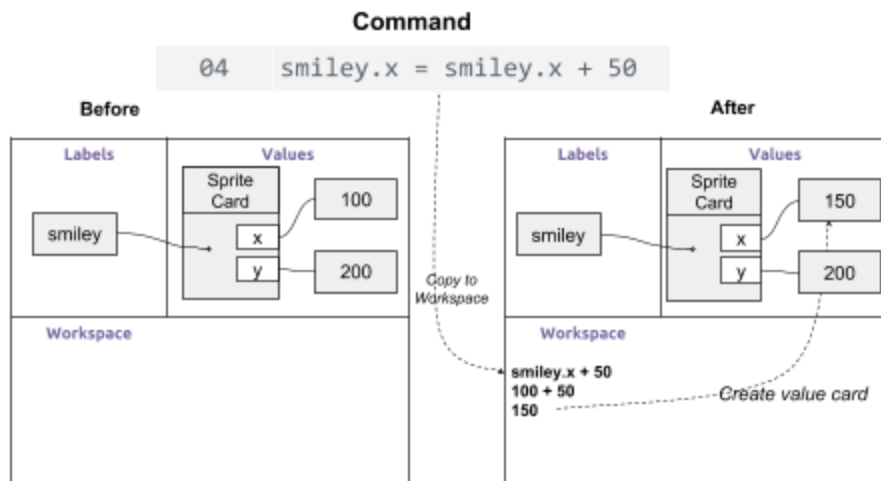 Command
04 smiley.x = smiley.x + 50
Before
Labels
Values
Sprite
Card
100
smiley
x
y
200
Workspace
Copy to
Workspace
After
Labels
Values
Sprite
Card
150
smiley
x
y
200
Workspace
smiley.x + 50
100 + 50
150
Create value card